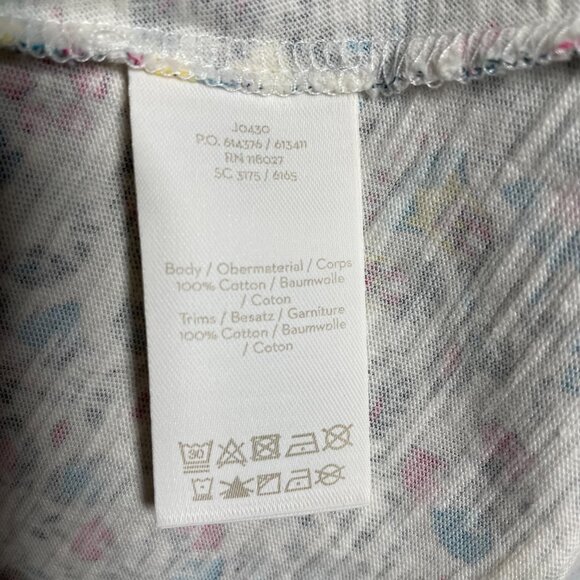 J0430
P.O. 614376 / 613411
RN 118027
SC 3175 / 6165
Body / Obermaterial / Corps
100% Cotton / Baumwolle
/ Coton
Trims / Besatz / Garniture
100% Cotton / Baumwolle
/ Coton
30